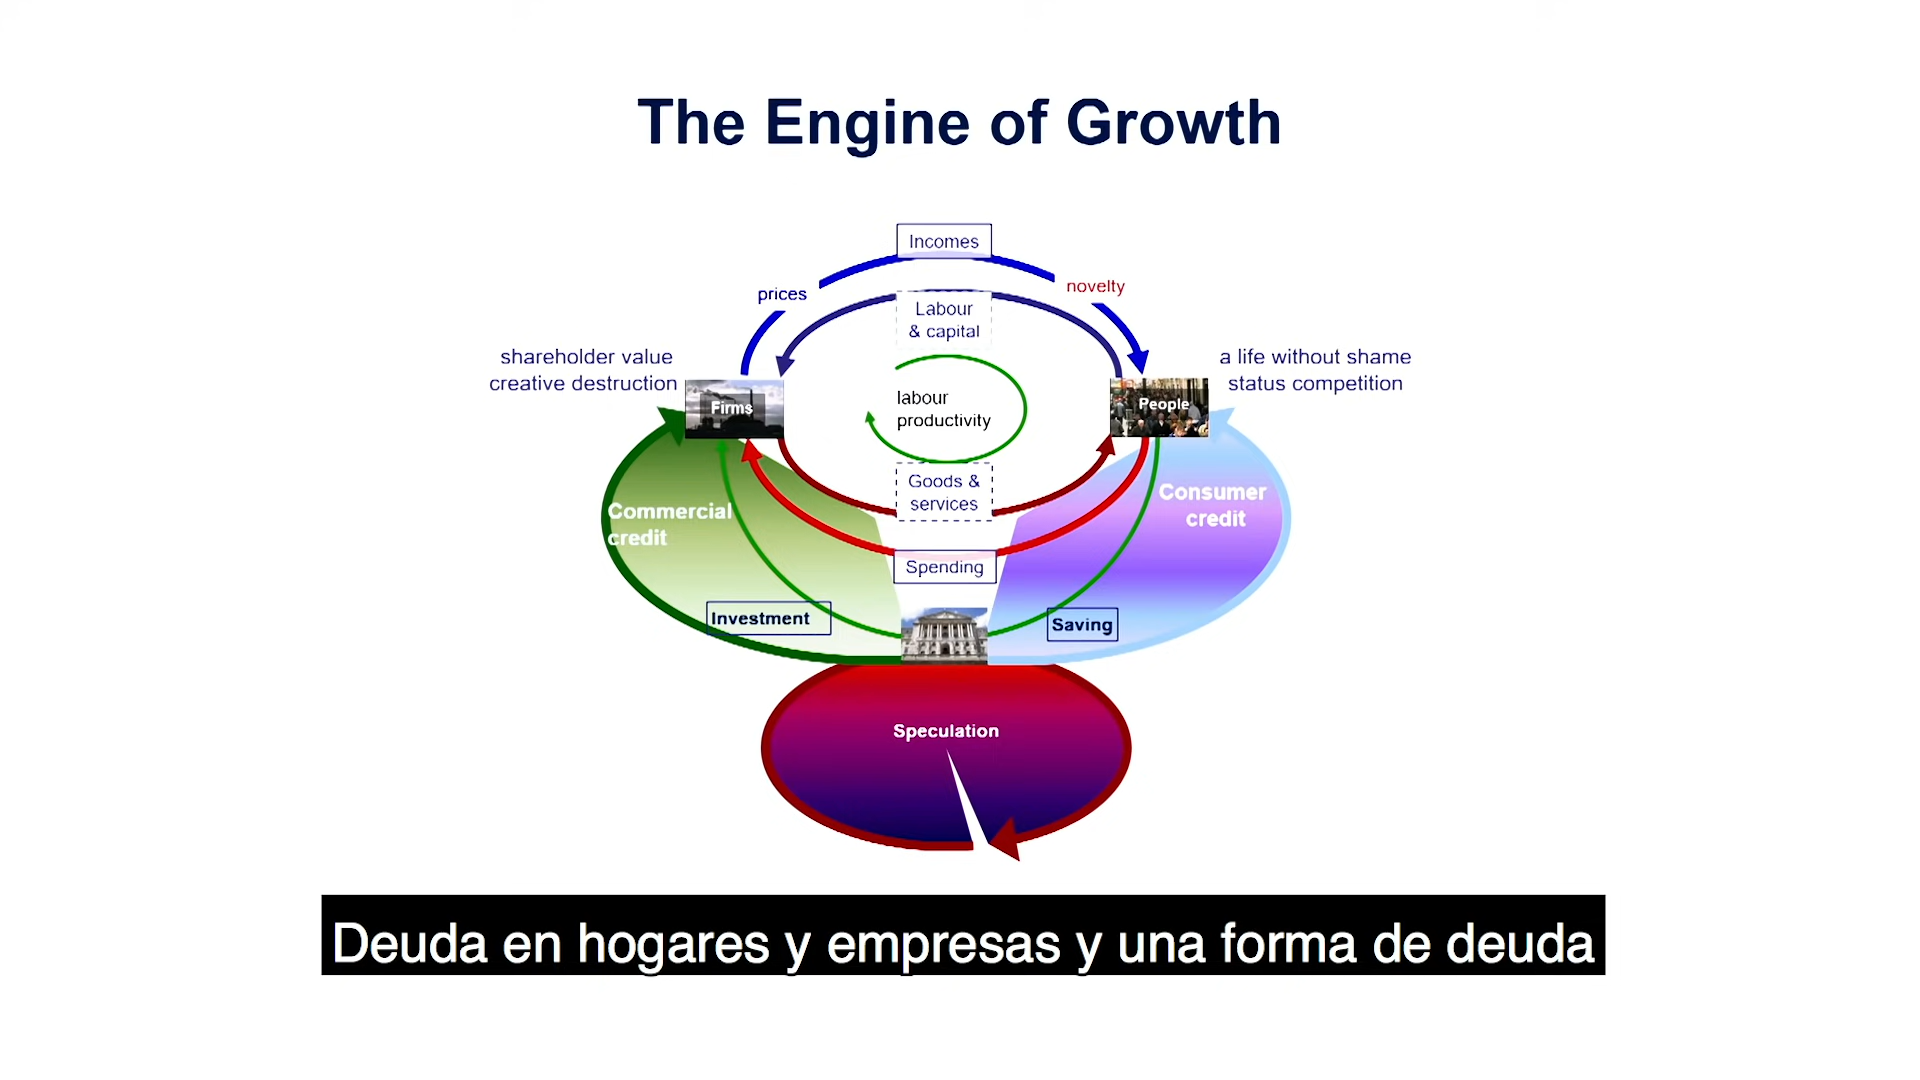 The Engine of Growth
Incomes
prices
novelty
Labour
& capital
shareholder value
creative destruction
a life without shame
status competition
Firms
People
labour
productivity
Goods &
services
Commercial
credit
Consumer
credit
Spending
Investment
Saving
Speculation
Deuda en hogares y empresas y una forma de deuda